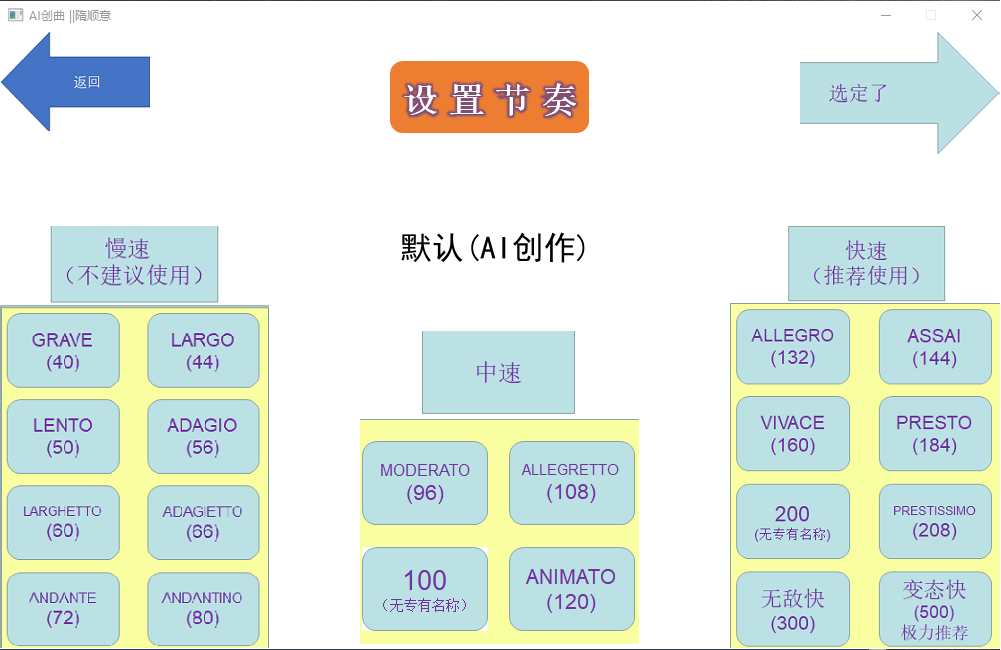 AI创曲 ||隋顺意
返回
设置节奏
选定了
慢速
（不建议使用）
默认(AI创作)
快速
（推荐使用）
中速
GRAVE
(40)
LARGO
(44)
LENTO
(50)
ADAGIO
(56)
LARGHETTO
(60)
ADAGIETTO
(66)
ANDANTE
(72)
ANDANTINO
(80)
MODERATO
(96)
ALLEGRETTO
(108)
100
（无专有名称）
ANIMATO
(120)
ALLEGRO
(132)
ASSAI
(144)
VIVACE
(160)
PRESTO
(184)
200
(无专有名称)
PRESTISSIMO
(208)
无敌快
(300)
变态快
(500)
极力推荐